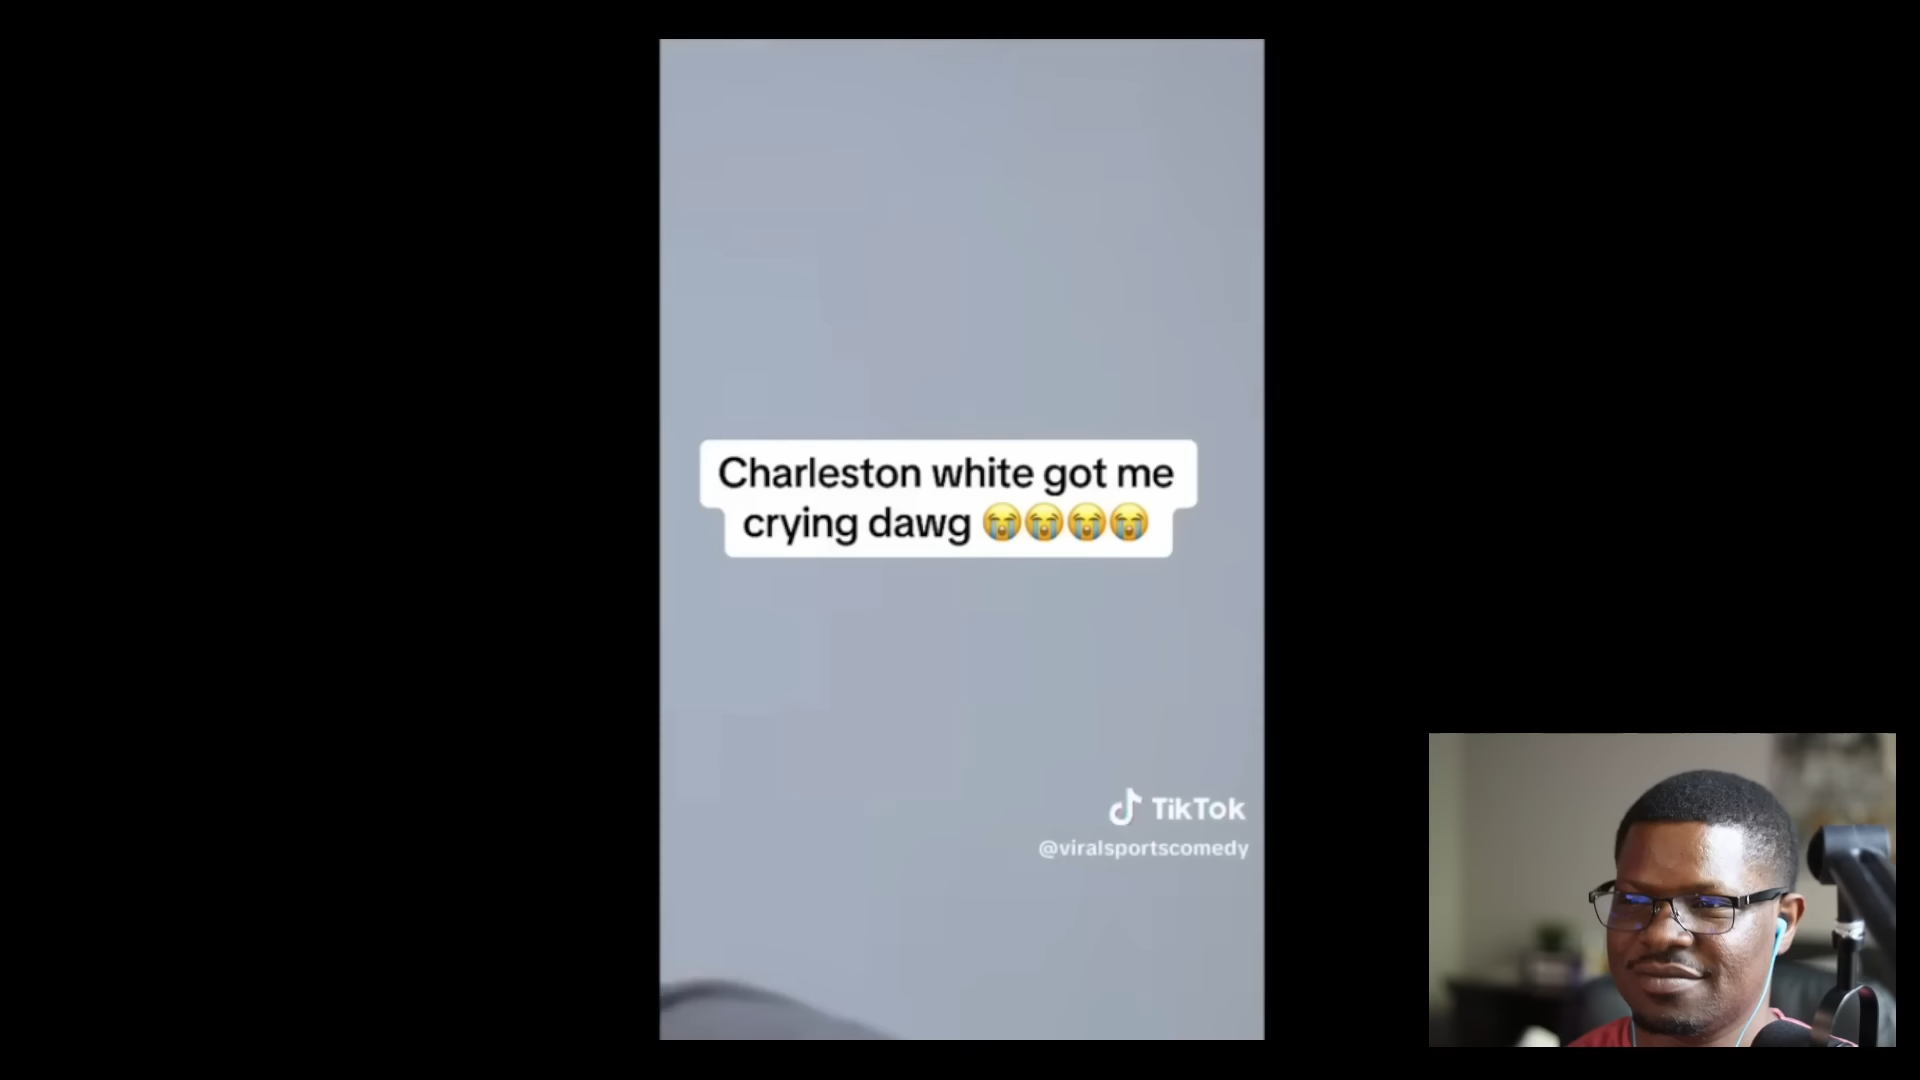 Charleston white got me
crying dawg 😭😭😭😭
TikTok
@viralsportscomedy